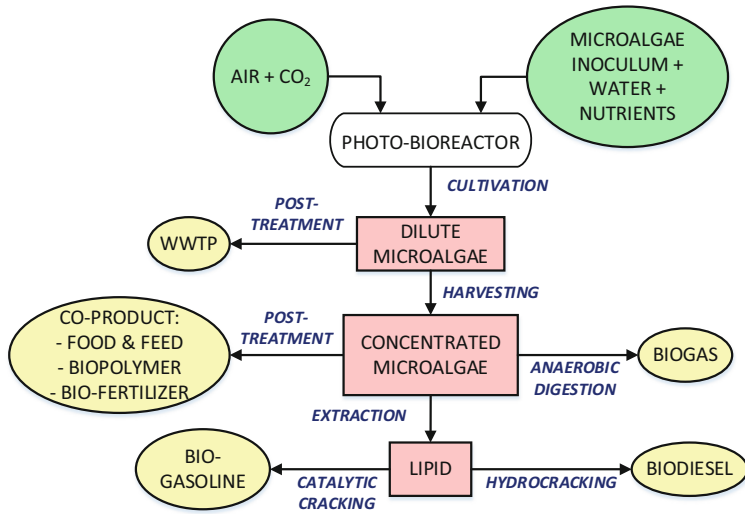 AIR + CO₂
MICROALGAE
INOCULUM +
WATER +
NUTRIENTS
PHOTO-BIOREACTOR
CULTIVATION
POST-
TREATMENT
WWTP
DILUTE
MICROALGAE
HARVESTING
CO-PRODUCT:
- FOOD & FEED
- BIOPOLYMER
- BIO-FERTILIZER
POST-
TREATMENT
CONCENTRATED
MICROALGAE
ANAEROBIC
DIGESTION
BIOGAS
EXTRACTION
BIO-
GASOLINE
CATALYTIC
CRACKING
LIPID
HYDROCRACKING
BIODIESEL